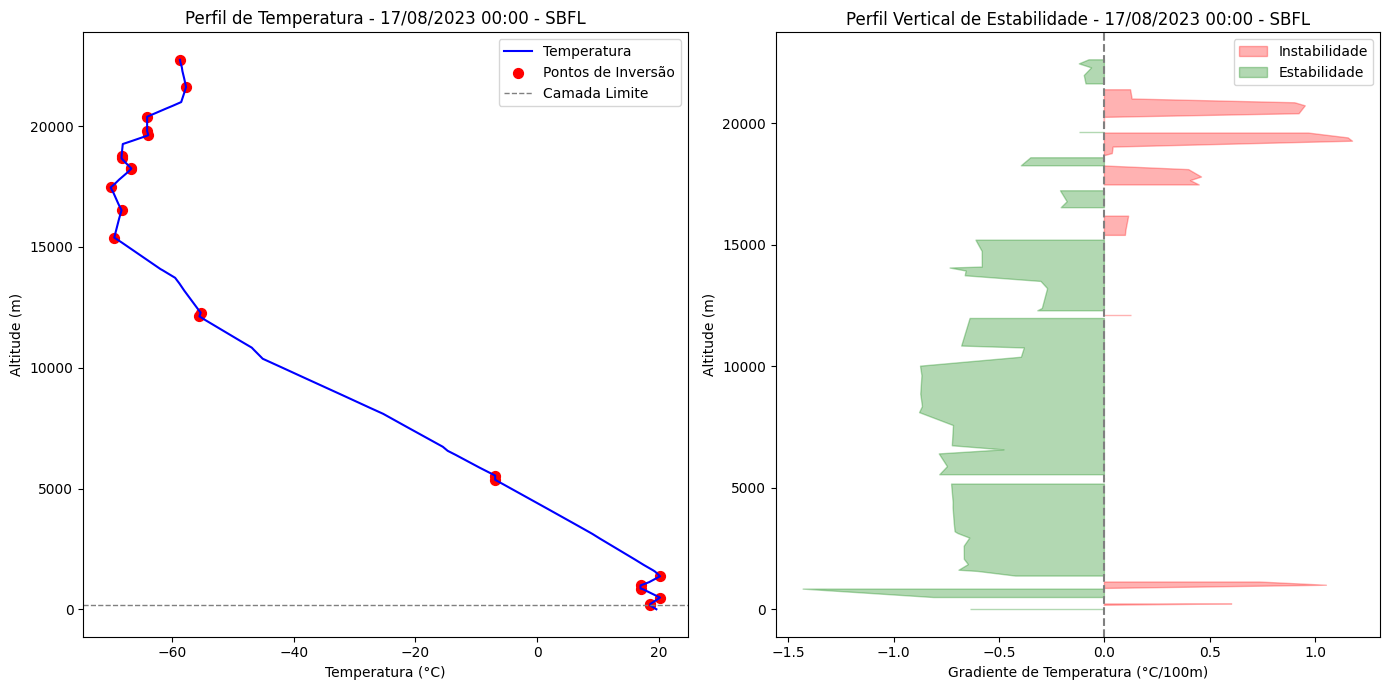 Perfil de Temperatura - 17/08/2023 00:00 - SBFL
Temperatura
Pontos de Inversão
Camada Limite
20000
15000
10000
5000
0
Altitude (m)
−60
−40
−20
0
20
Temperatura (°C)
Perfil Vertical de Estabilidade - 17/08/2023 00:00 - SBFL
Instabilidade
Estabilidade
20000
15000
10000
5000
0
Altitude (m)
−1.5
−1.0
−0.5
0.0
0.5
1.0
Gradiente de Temperatura (°C/100m)